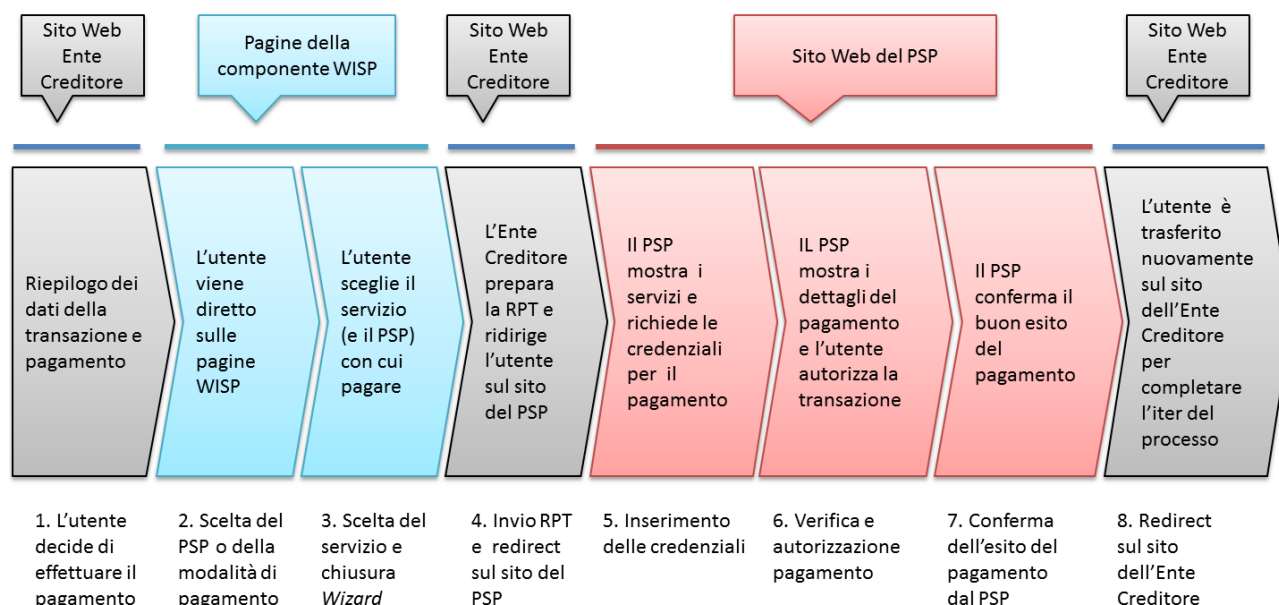 Sito Web
Ente
Creditore
Pagine della
componente WISP
Sito Web
Ente
Creditore
Sito Web del PSP
Sito Web
Ente
Creditore
Riepilogo dei
dati della
transazione e
pagamento
L'utente
viene
diretto
sulle
pagine
WISP
L'utente
sceglie il
servizio
(e il PSP)
con cui
pagare
L'Ente
Creditore
prepara
la RPT e
ridirige
l'utente
sul sito
del PSP
Il PSP
mostra i
servizi e
richiede le
credenziali
per il
pagamento
IL PSP
mostra i
dettagli del
pagamento
e l'utente
autorizza la
transazione
Il PSP
conferma il
buon esito
del
pagamento
L'utente è
trasferito
nuovamente
sul sito
dell'Ente
Creditore
per
completare
l'iter del
processo
1. L'utente
decide di
effettuare il
pagamento
2. Scelta del
PSP o della
modalità di
pagamento
3. Scelta del
servizio e
chiusura
Wizard
4. Invio RPT
e redirect
sul sito del
PSP
5. Inserimento
delle credenziali
6. Verifica e
autorizzazione
pagamento
7. Conferma
dell'esito del
pagamento
dal PSP
8. Redirect
sul sito
dell'Ente
Creditore